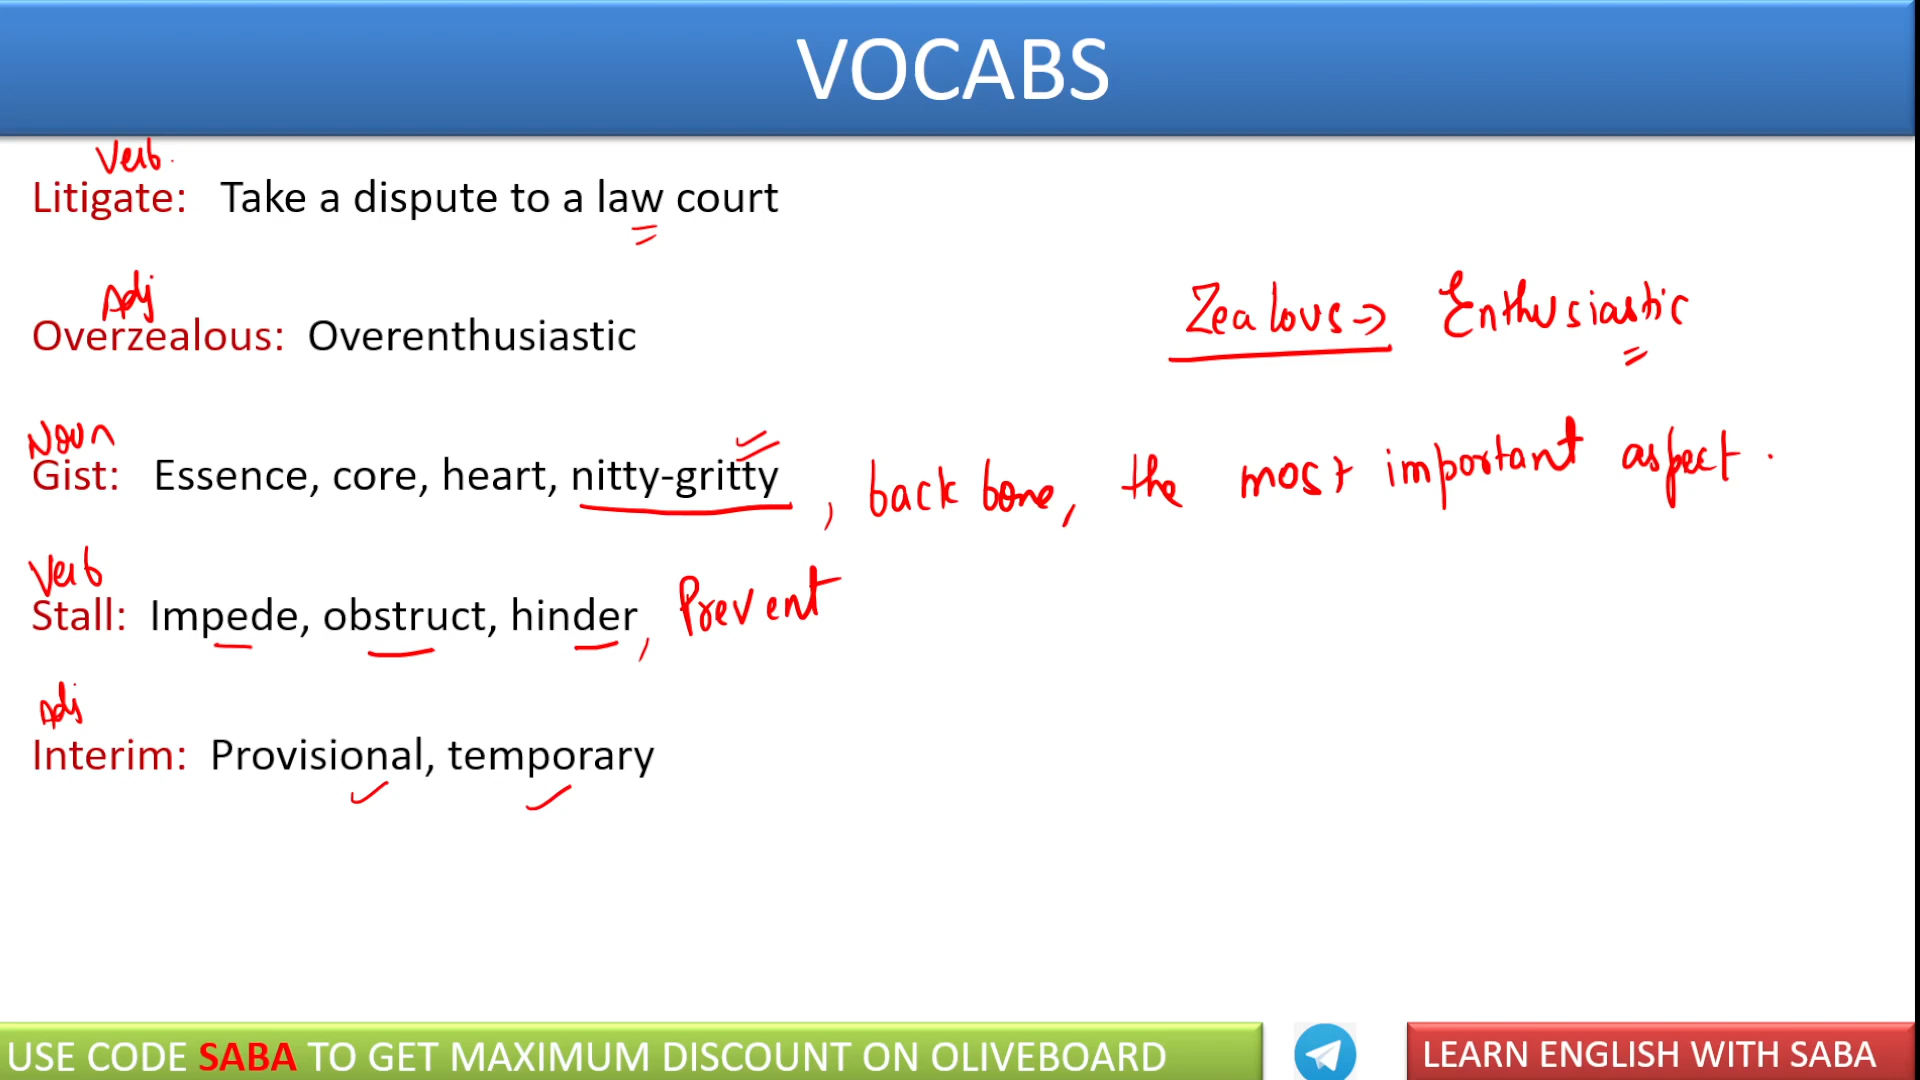 VOCABS
Verb.
Litigate: Take a dispute to a law court
Adj
Overzealous: Overenthusiastic
Zealous → Enthusiastic
Noun
Gist: Essence, core, heart, nitty-gritty, back bone, the most important aspect.
Verb
Stall: Impede, obstruct, hinder, Prevent
Adj
Interim: Provisional, temporary
USE CODE SABA TO GET MAXIMUM DISCOUNT ON OLIVEBOARD
LEARN ENGLISH WITH SABA